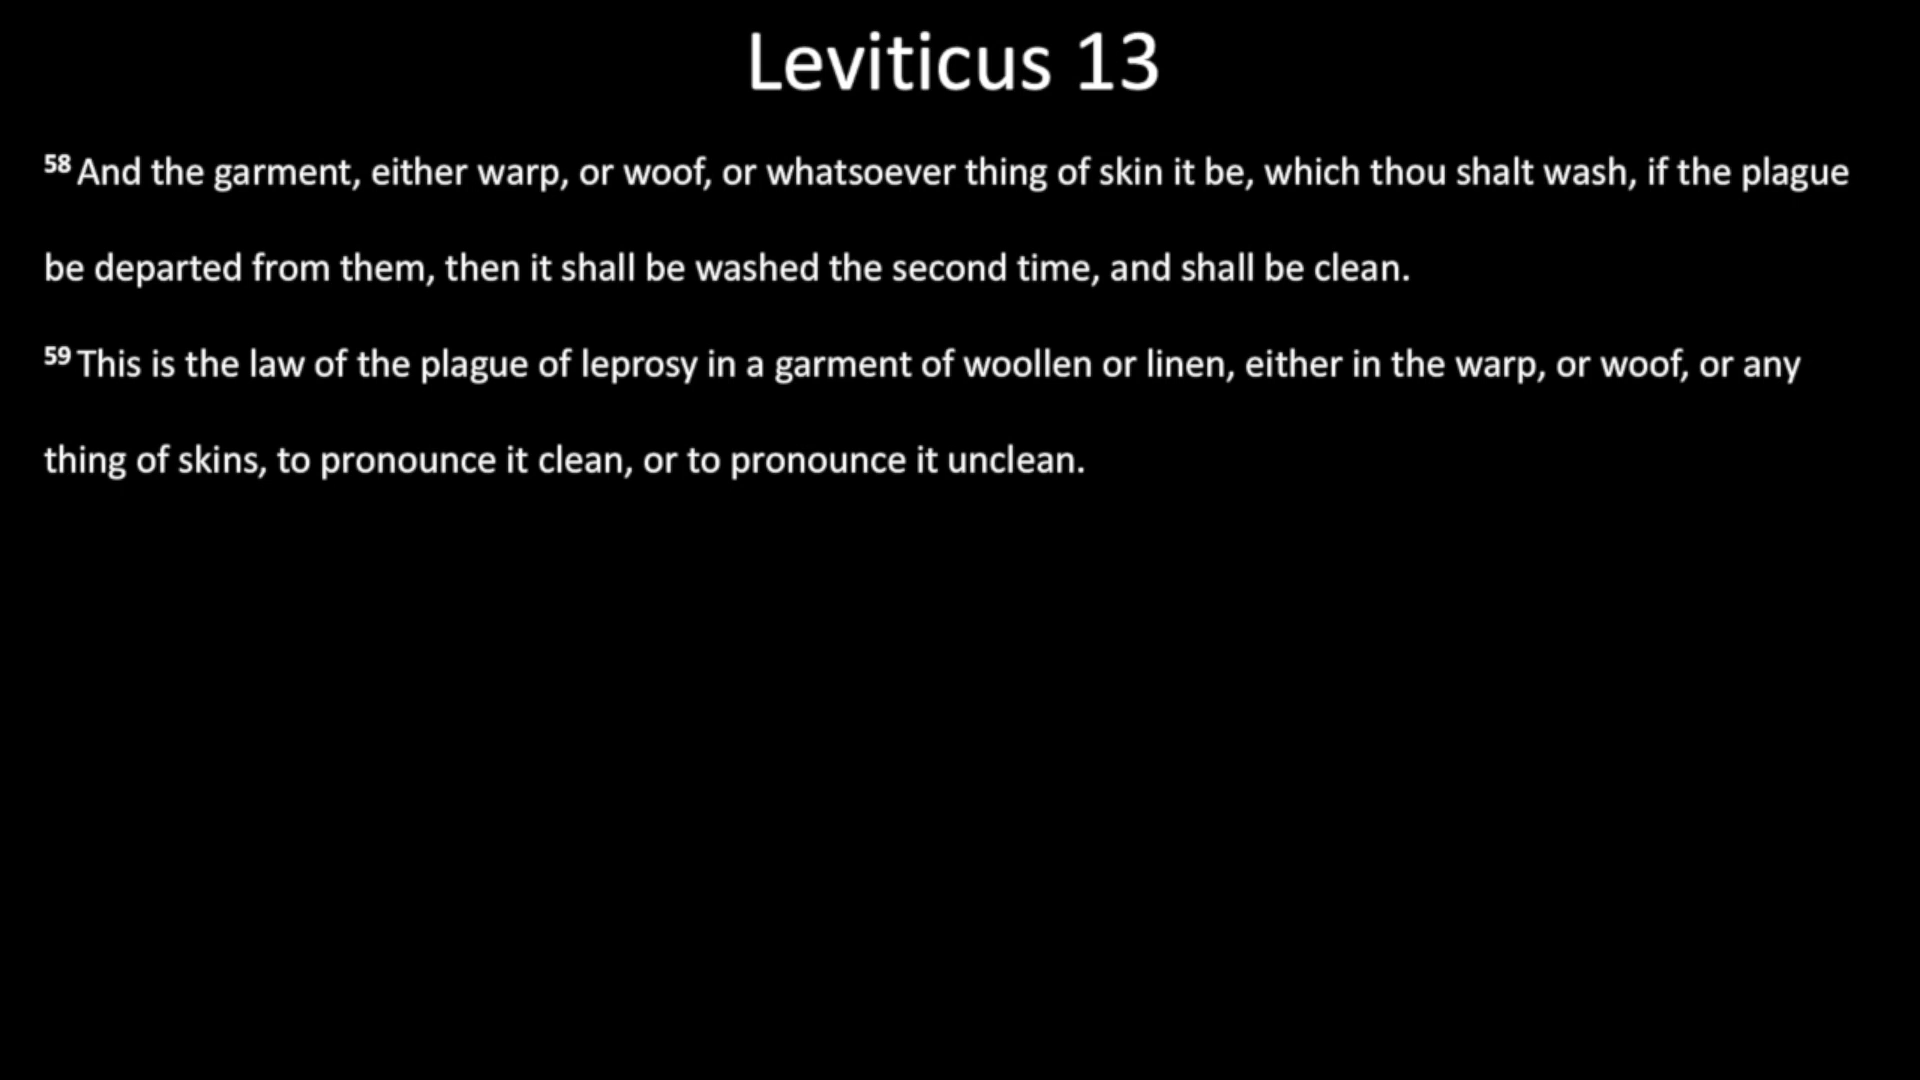 Leviticus 13
58 And the garment, either warp, or woof, or whatsoever thing of skin it be, which thou shalt wash, if the plague
be departed from them, then it shall be washed the second time, and shall be clean.
59 This is the law of the plague of leprosy in a garment of woollen or linen, either in the warp, or woof, or any
thing of skins, to pronounce it clean, or to pronounce it unclean.